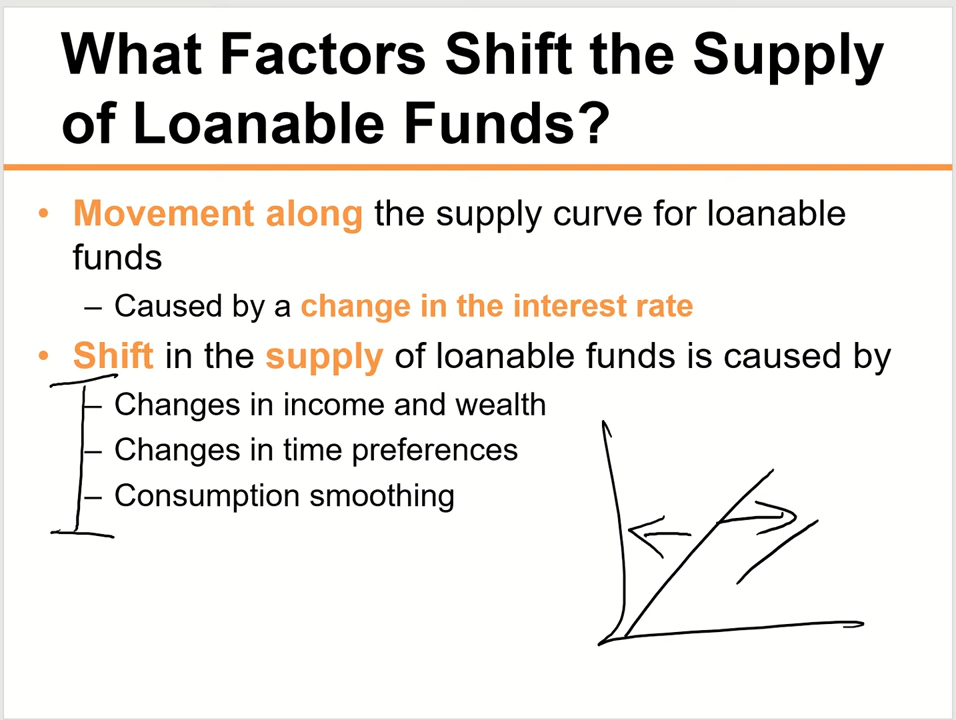 What Factors Shift the Supply
of Loanable Funds?
• Movement along the supply curve for loanable
funds
– Caused by a change in the interest rate
• Shift in the supply of loanable funds is caused by
– Changes in income and wealth
– Changes in time preferences
– Consumption smoothing